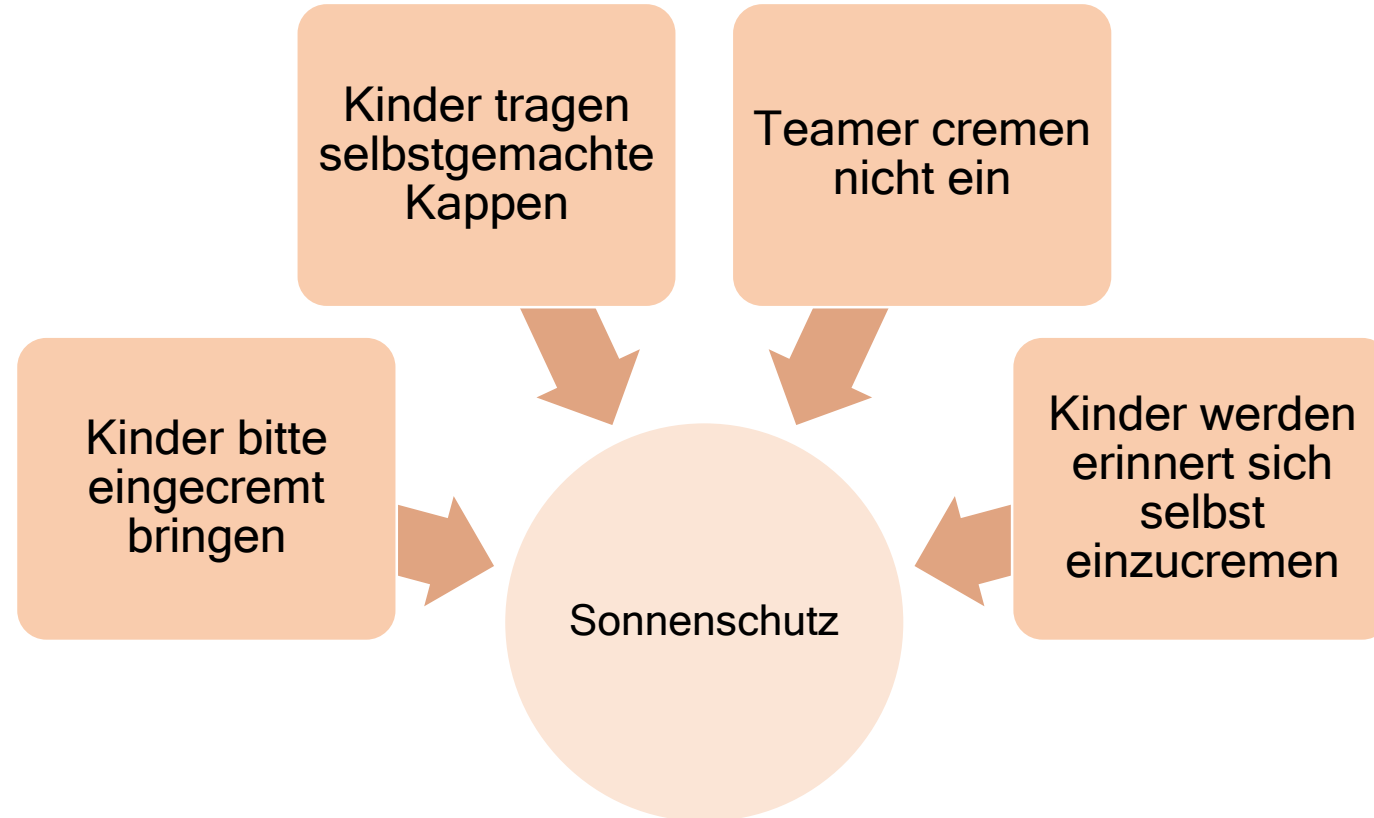 Kinder tragen
selbstgemachte
Kappen
Teamer cremen
nicht ein
Kinder bitte
eingecremt
bringen
Kinder werden
erinnert sich
selbst
einzucremen
Sonnenschutz